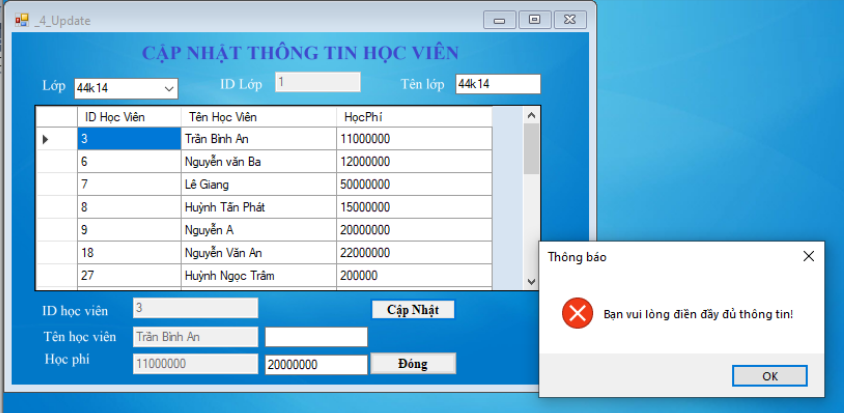 _4_Update
CẬP NHẬT THÔNG TIN HỌC VIÊN
Lớp 44k14 ID Lớp 1 Tên lớp 44k14
ID Học Viên Tên Học Viên HọcPhí
3 Trần Bình An 11000000
6 Nguyễn văn Ba 12000000
7 Lê Giang 50000000
8 Huỳnh Tấn Phát 15000000
9 Nguyễn A 20000000
18 Nguyễn Văn An 22000000
27 Huỳnh Ngọc Trâm 200000
ID học viên 3 Cập Nhật
Tên học viên Trần Bình An
Học phí 11000000 20000000 Đóng
Thông báo
Bạn vui lòng điền đầy đủ thông tin!
OK